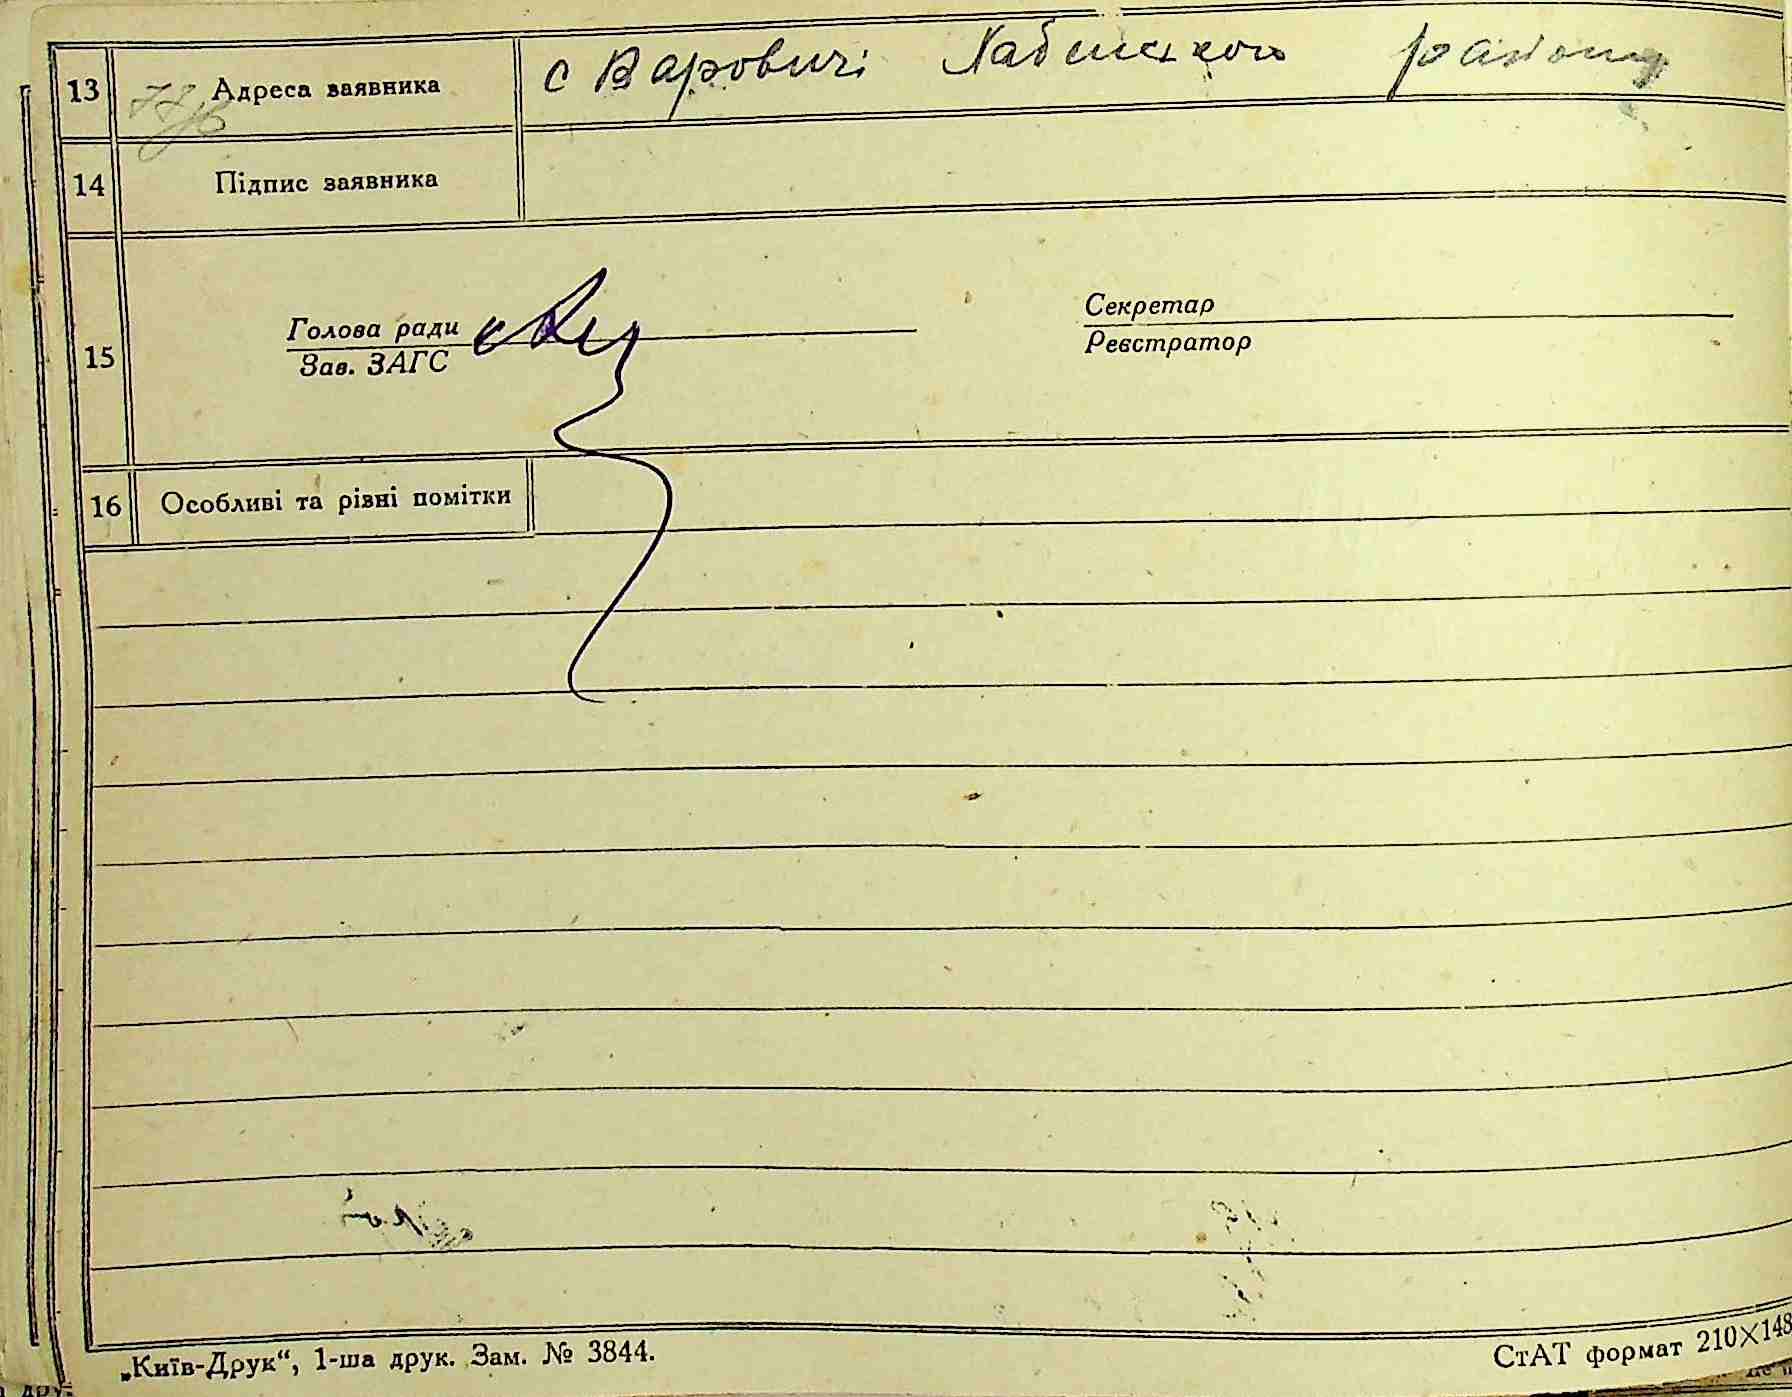 13 Адреса заявника с Варовичі Хабенского району
14 Підпис заявника
15 Голова ради Секретар
Зав. ЗАГС Реєстратор
16 Особливі та різні помітки
„Київ-Друк“, 1-ша друк. Зам. № 3844. СтАТ формат 210×148